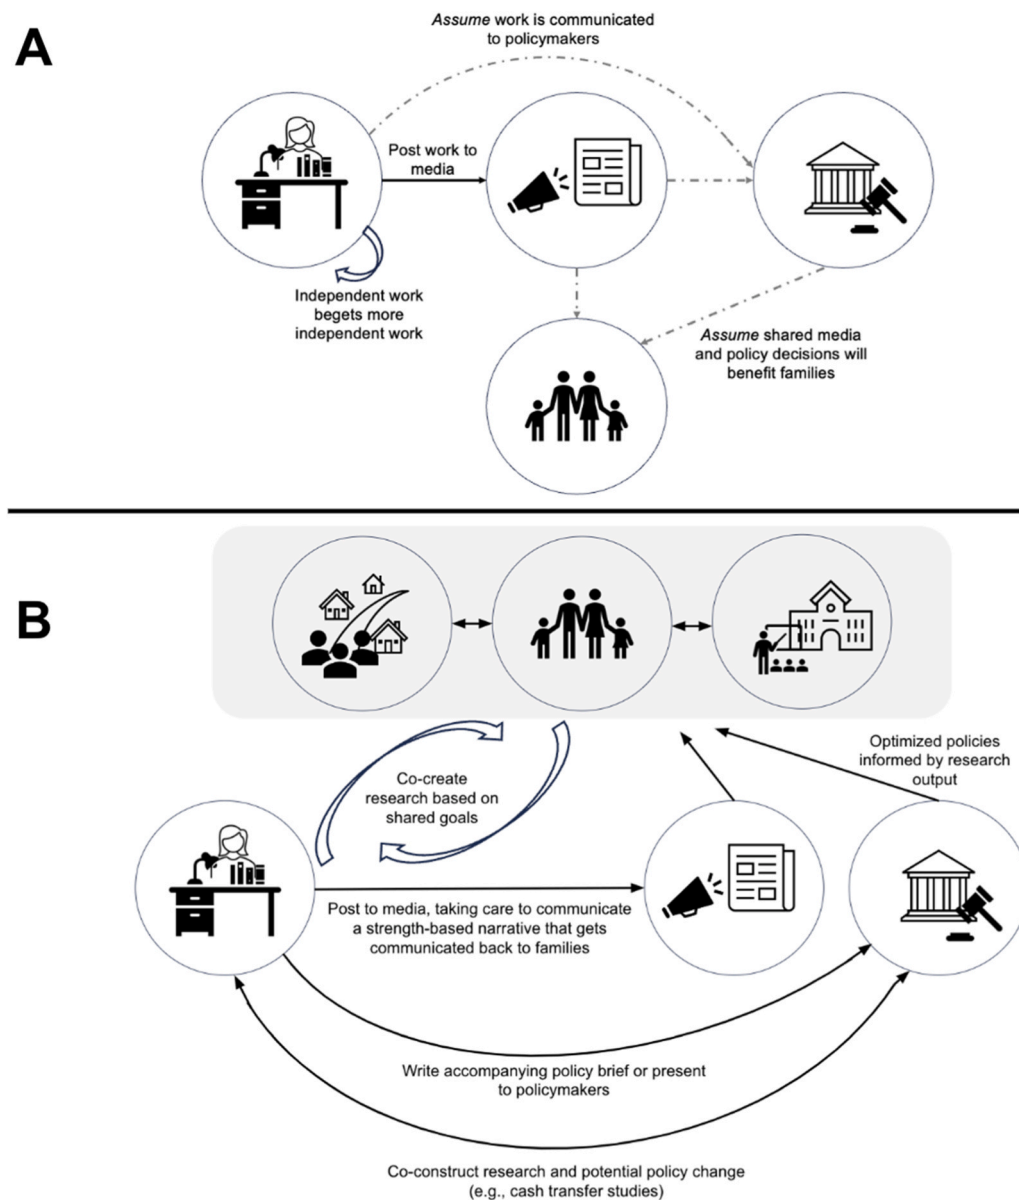 A
Assume work is communicated
to policymakers
Post work to
media
Independent work
begets more
independent work
Assume shared media
and policy decisions will
benefit families
B
Optimized policies
informed by research
output
Co-create
research based on
shared goals
Post to media, taking care to communicate
a strength-based narrative that gets
communicated back to families
Write accompanying policy brief or present
to policymakers
Co-construct research and potential policy change
(e.g., cash transfer studies)